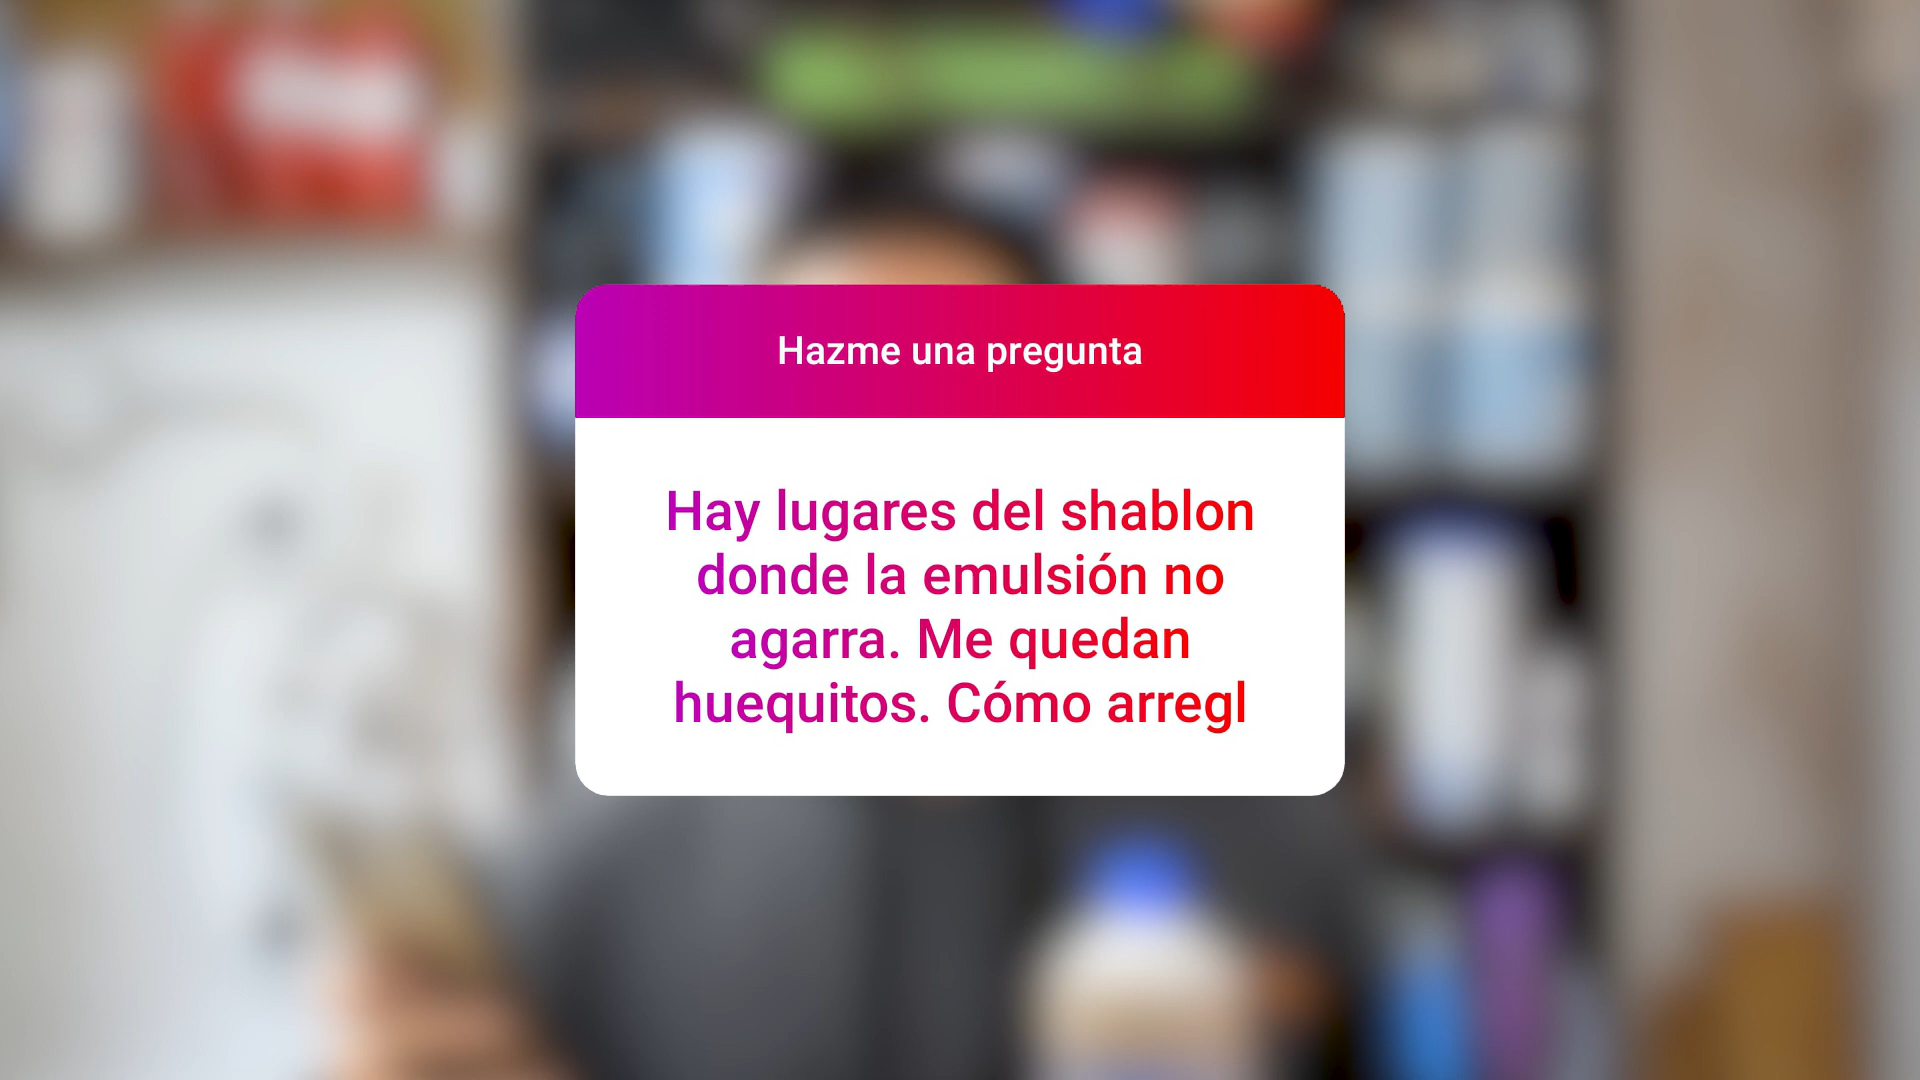 Hazme una pregunta
Hay lugares del shablon
donde la emulsión no
agarra. Me quedan
huequitos. Cómo arregl